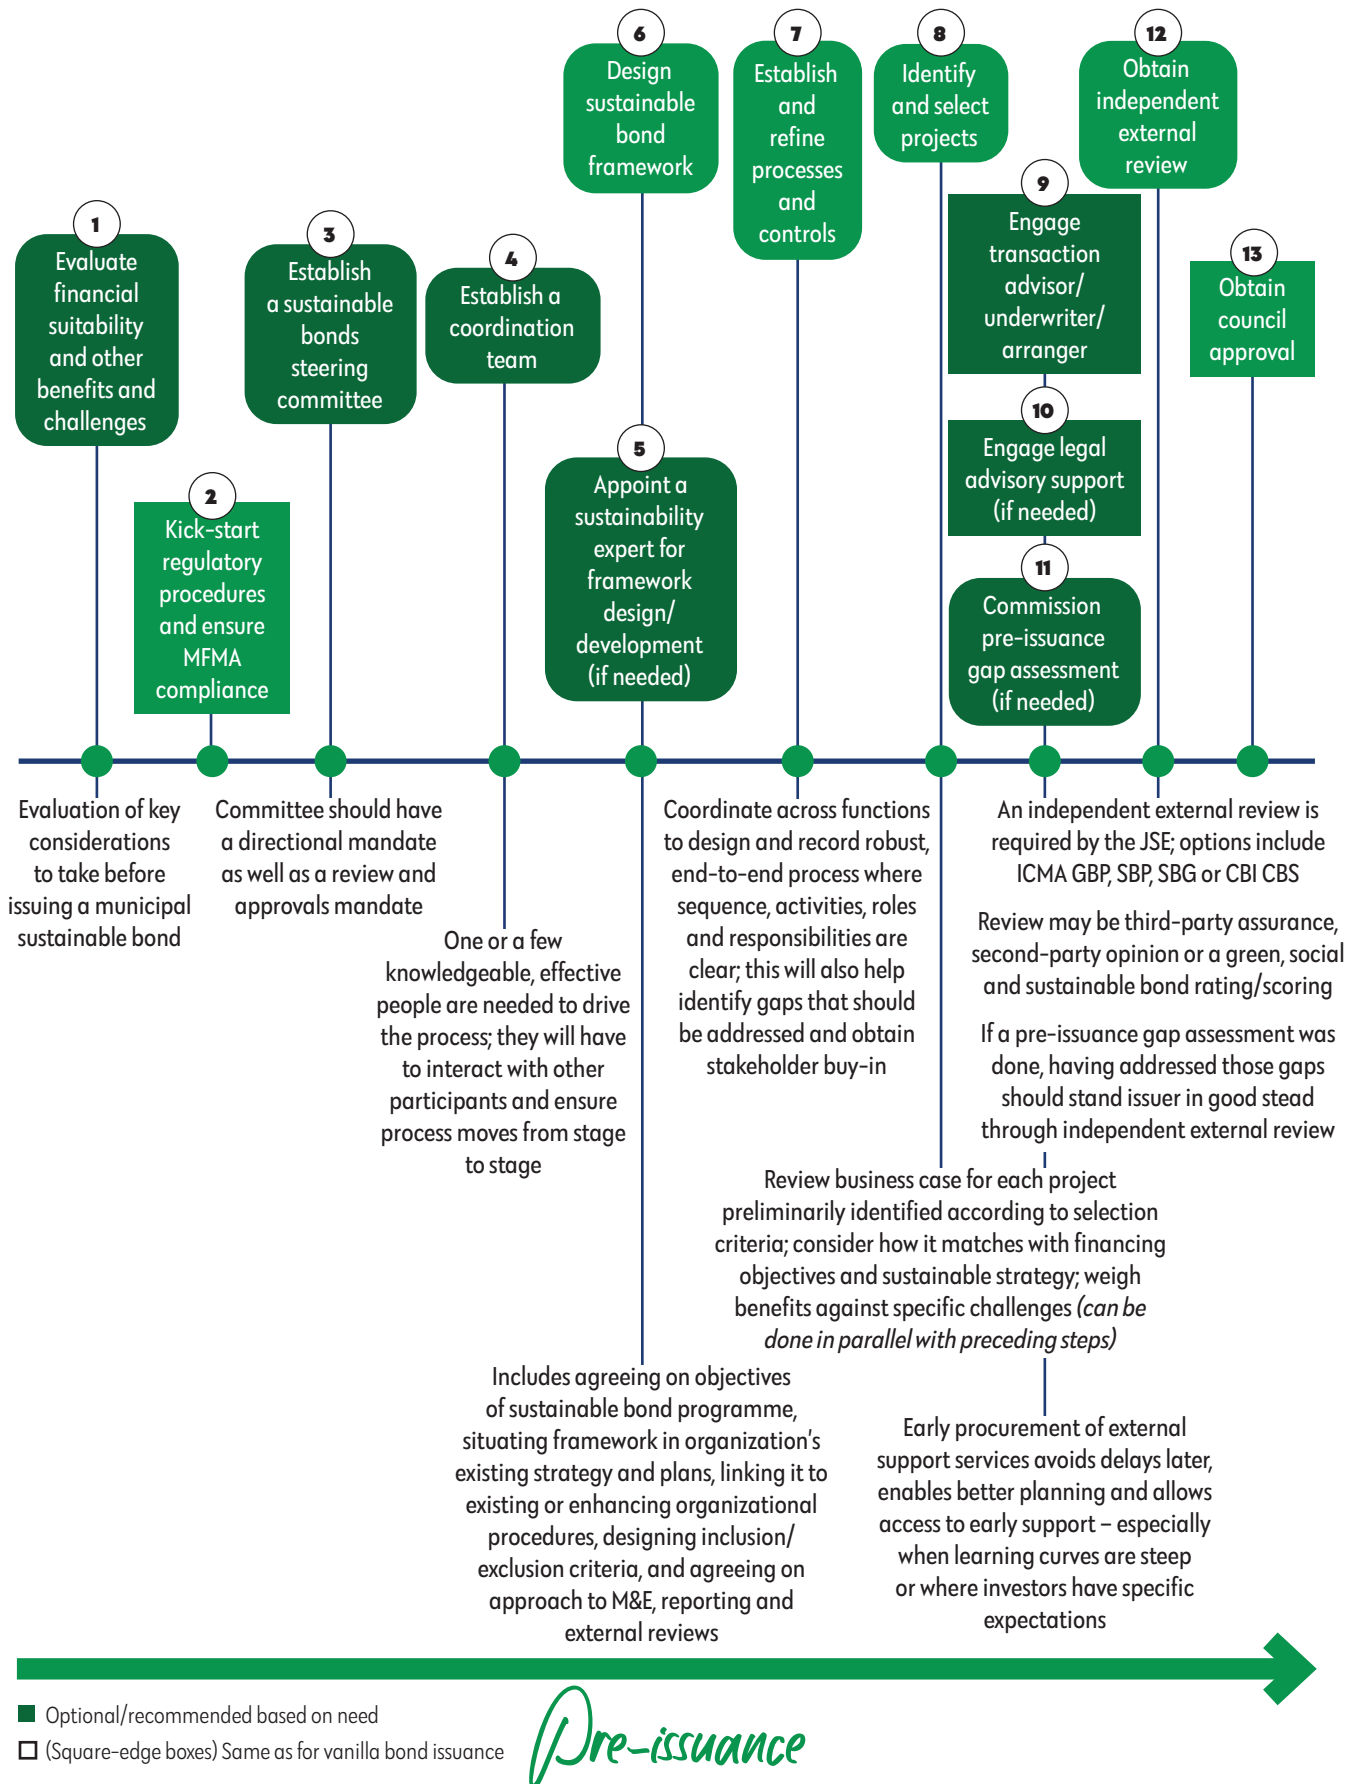 1
Evaluate
financial
suitability
and other
benefits and
challenges
2
Kick-start
regulatory
procedures
and ensure
MFMA
compliance
3
Establish
a sustainable
bonds
steering
committee
4
Establish a
coordination
team
6
Design
sustainable
bond
framework
5
Appoint a
sustainability
expert for
framework
design/
development
(if needed)
7
Establish
and
refine
processes
and
controls
8
Identify
and select
projects
9
Engage
transaction
advisor/
underwriter/
arranger
10
Engage legal
advisory support
(if needed)
11
Commission
pre-issuance
gap assessment
(if needed)
12
Obtain
independent
external
review
13
Obtain
council
approval
Evaluation of key
considerations
to take before
issuing a municipal
sustainable bond
Committee should have
a directional mandate
as well as a review and
approvals mandate
One or a few
knowledgeable, effective
people are needed to drive
the process; they will have
to interact with other
participants and ensure
process moves from stage
to stage
Includes agreeing on objectives
of sustainable bond programme,
situating framework in organization's
existing strategy and plans, linking it to
existing or enhancing organizational
procedures, designing inclusion/
exclusion criteria, and agreeing on
approach to M&E, reporting and
external reviews
Coordinate across functions
to design and record robust,
end-to-end process where
sequence, activities, roles
and responsibilities are
clear; this will also help
identify gaps that should
be addressed and obtain
stakeholder buy-in
Review business case for each project
preliminarily identified according to selection
criteria; consider how it matches with financing
objectives and sustainable strategy; weigh
benefits against specific challenges (can be
done in parallel with preceding steps)
Early procurement of external
support services avoids delays later,
enables better planning and allows
access to early support – especially
when learning curves are steep
or where investors have specific
expectations
An independent external review is
required by the JSE; options include
ICMA GBP, SBP, SBG or CBI CBS
Review may be third-party assurance,
second-party opinion or a green, social
and sustainable bond rating/scoring
If a pre-issuance gap assessment was
done, having addressed those gaps
should stand issuer in good stead
through independent external review
Optional/recommended based on need
(Square-edge boxes) Same as for vanilla bond issuance
Pre-issuance